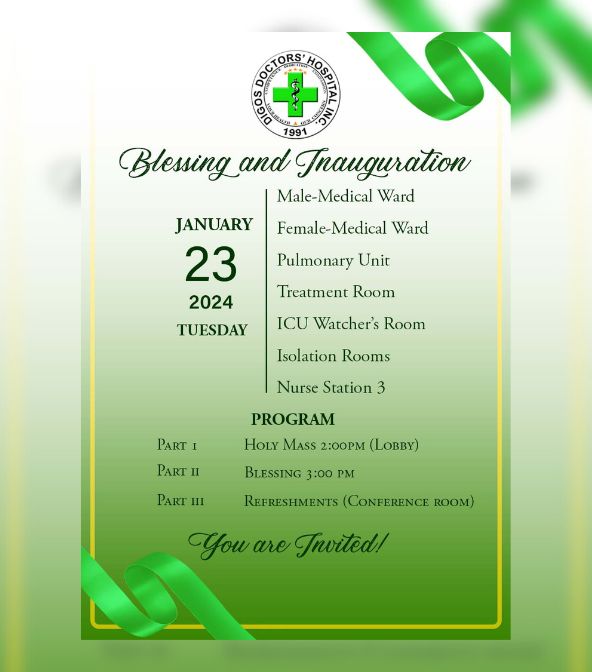 DIGOS DOCTORS' HOSPITAL INC.
1991
Blessing and Inauguration
JANUARY
23
2024
TUESDAY
Male-Medical Ward
Female-Medical Ward
Pulmonary Unit
Treatment Room
ICU Watcher's Room
Isolation Rooms
Nurse Station 3
PROGRAM
Part I Holy Mass 2:00pm (Lobby)
Part II Blessing 3:00 pm
Part III Refreshments (Conference room)
You are Invited!